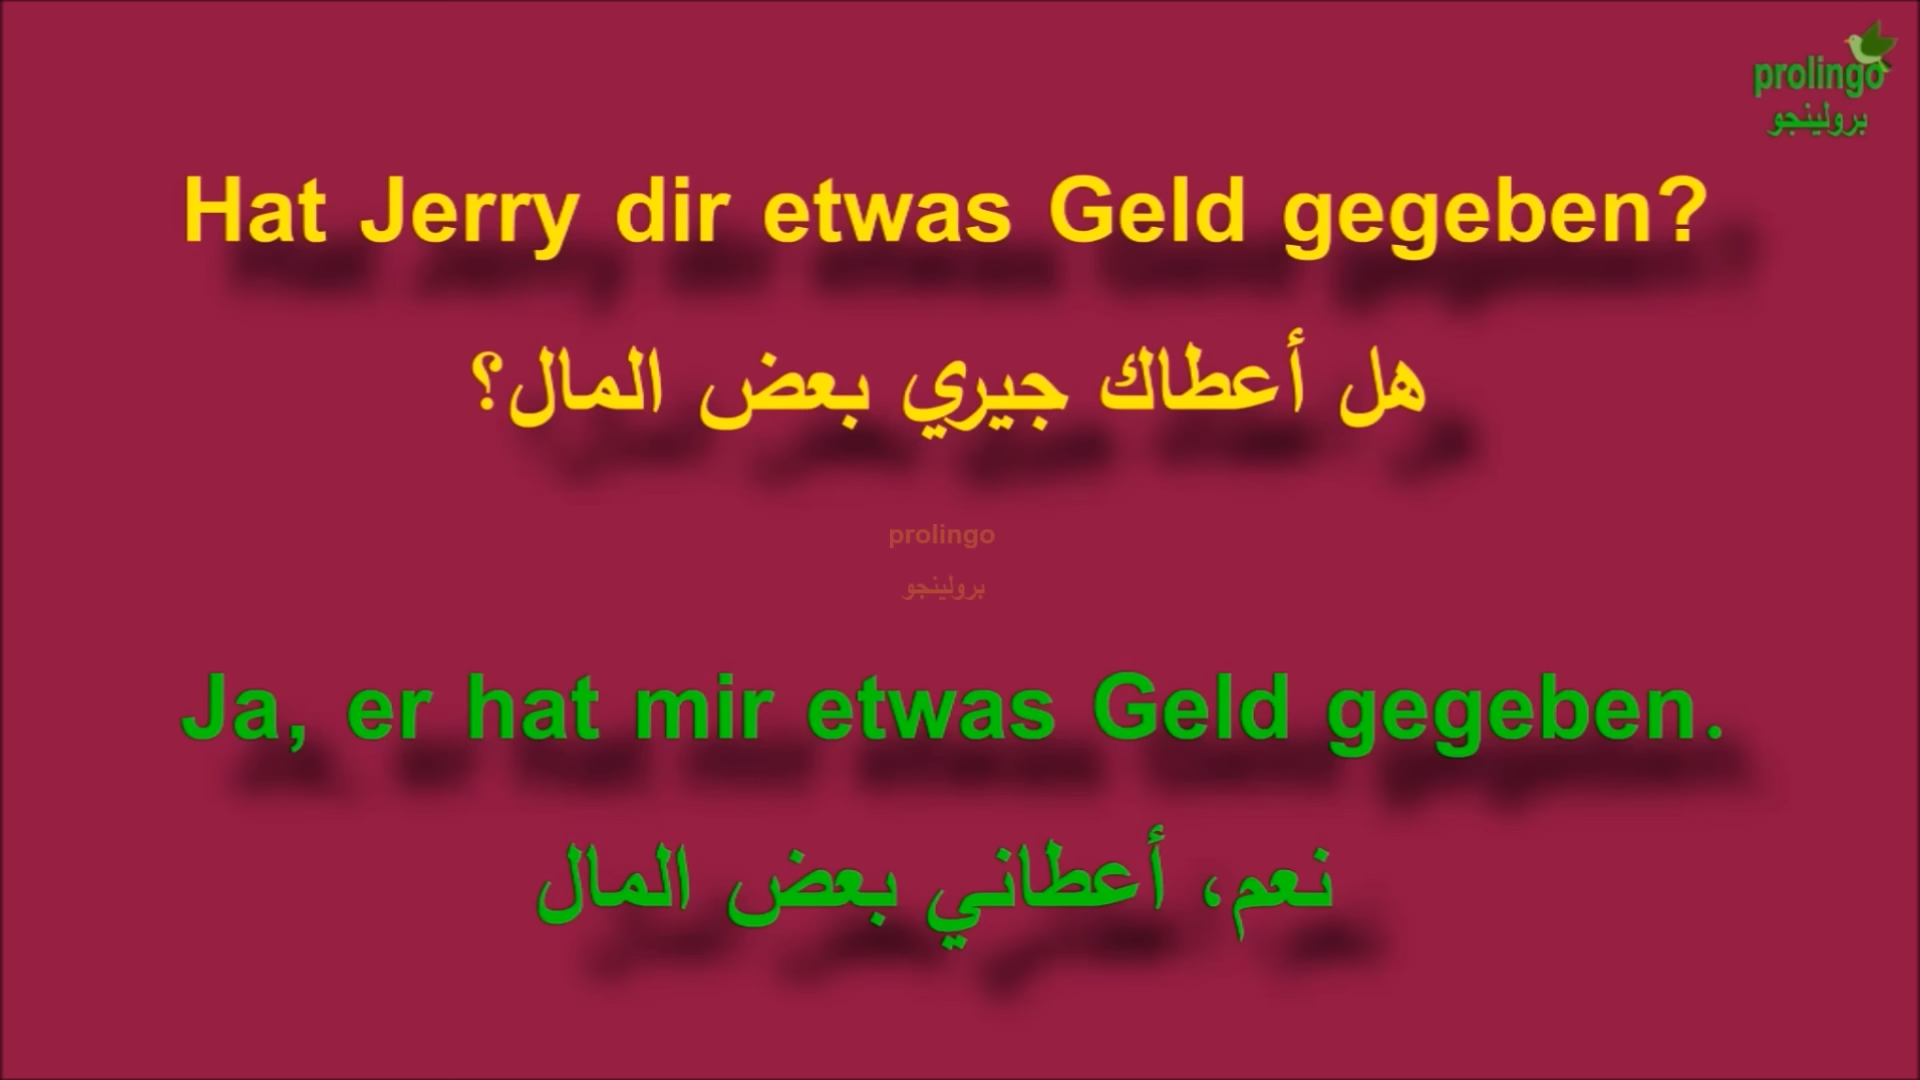 prolingo
برولينجو
Hat Jerry dir etwas Geld gegeben?
هل أعطاك جيري بعض المال؟
prolingo
برولينجو
Ja, er hat mir etwas Geld gegeben.
نعم، أعطاني بعض المال